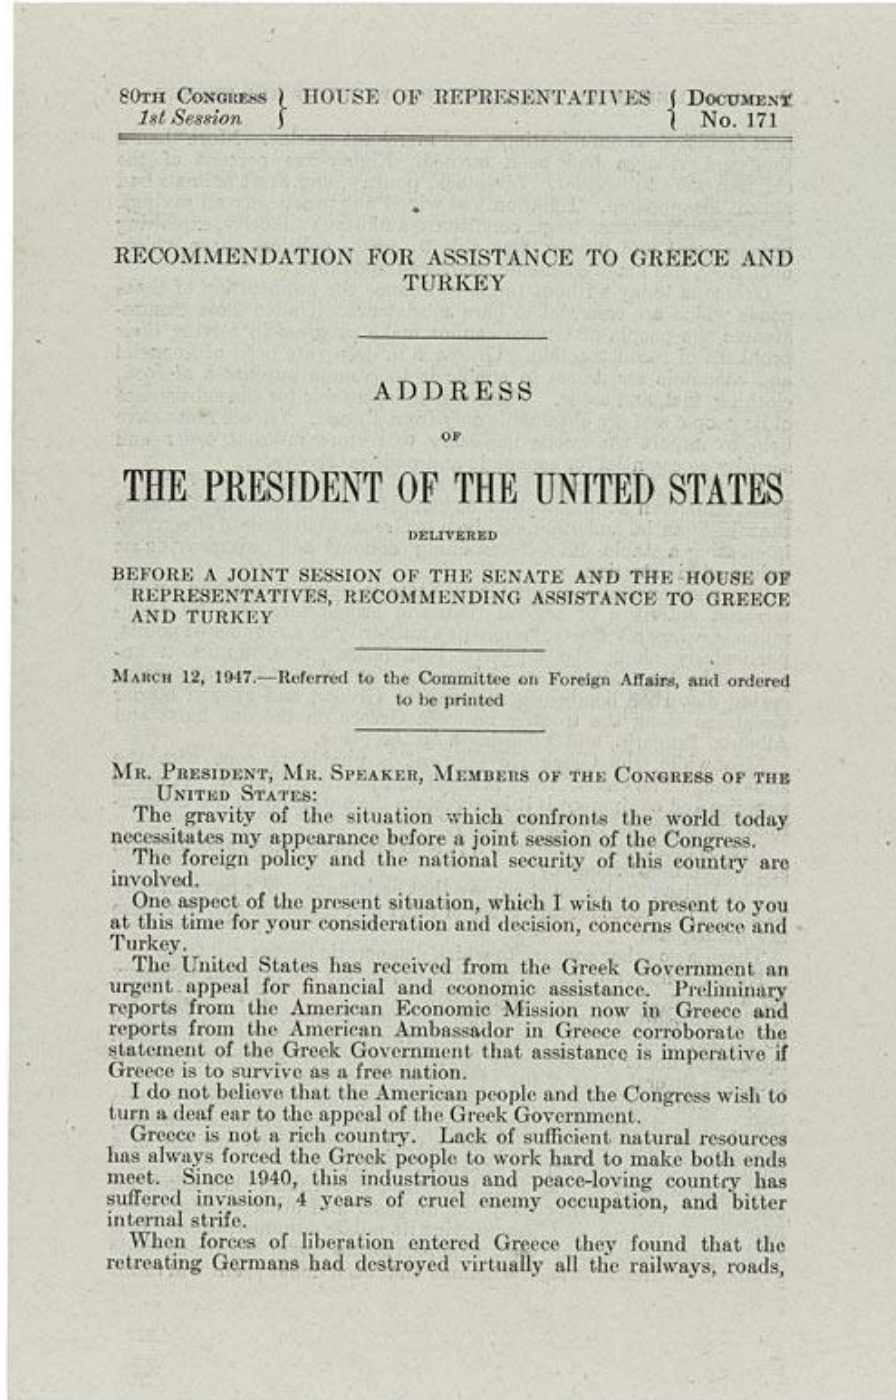 80TH CONGRESS } HOUSE OF REPRESENTATIVES { DOCUMENT
1st Session } { No. 171
RECOMMENDATION FOR ASSISTANCE TO GREECE AND
TURKEY
ADDRESS
OF
THE PRESIDENT OF THE UNITED STATES
DELIVERED
BEFORE A JOINT SESSION OF THE SENATE AND THE HOUSE OF
REPRESENTATIVES, RECOMMENDING ASSISTANCE TO GREECE
AND TURKEY
MARCH 12, 1947.—Referred to the Committee on Foreign Affairs, and ordered
to be printed
MR. PRESIDENT, MR. SPEAKER, MEMBERS OF THE CONGRESS OF THE
UNITED STATES:
The gravity of the situation which confronts the world today
necessitates my appearance before a joint session of the Congress.
The foreign policy and the national security of this country are
involved.
One aspect of the present situation, which I wish to present to you
at this time for your consideration and decision, concerns Greece and
Turkey.
The United States has received from the Greek Government an
urgent appeal for financial and economic assistance. Preliminary
reports from the American Economic Mission now in Greece and
reports from the American Ambassador in Greece corroborate the
statement of the Greek Government that assistance is imperative if
Greece is to survive as a free nation.
I do not believe that the American people and the Congress wish to
turn a deaf ear to the appeal of the Greek Government.
Greece is not a rich country. Lack of sufficient natural resources
has always forced the Greek people to work hard to make both ends
meet. Since 1940, this industrious and peace-loving country has
suffered invasion, 4 years of cruel enemy occupation, and bitter
internal strife.
When forces of liberation entered Greece they found that the
retreating Germans had destroyed virtually all the railways, roads,